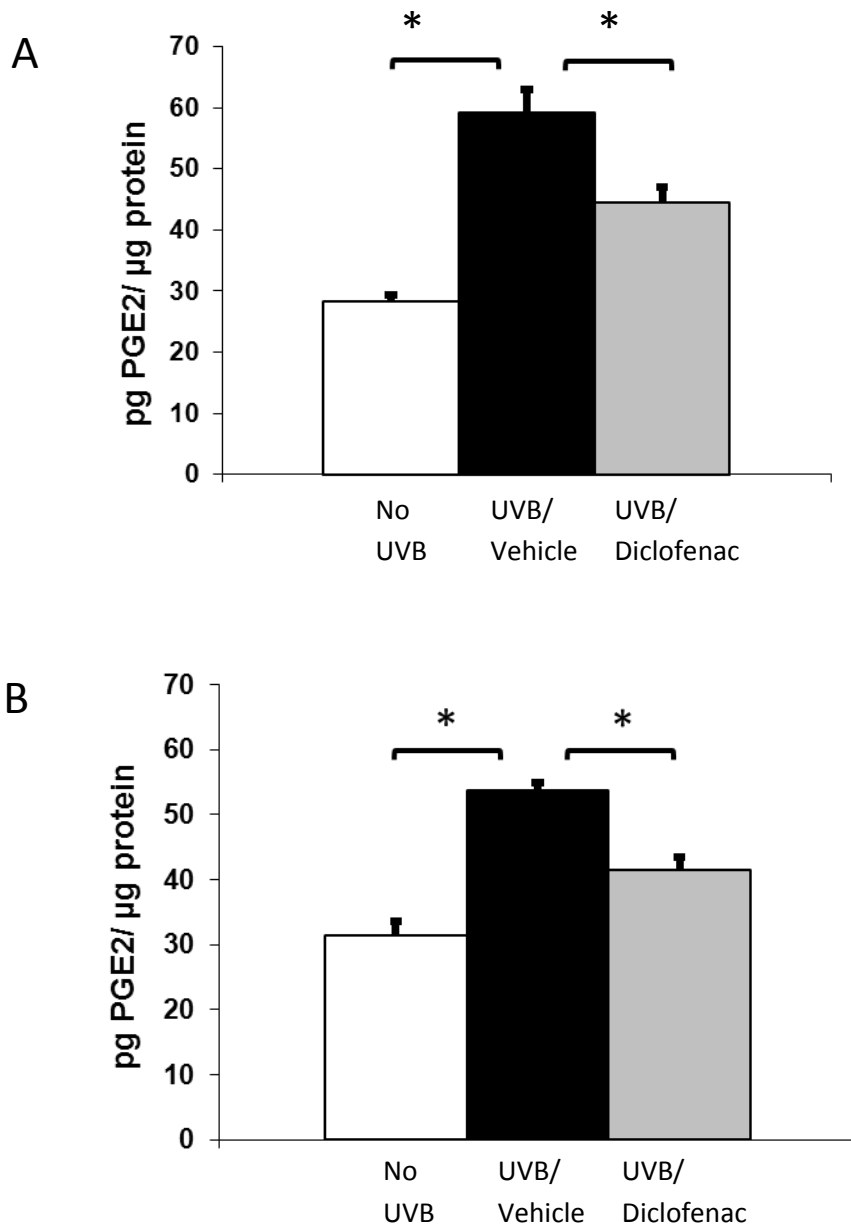 A
* *
70
60
50
40
30
20
10
0
pg PGE2/ µg protein
No UVB/ UVB/
UVB Vehicle Diclofenac
B
* *
70
60
50
40
30
20
10
0
pg PGE2/ µg protein
No UVB/ UVB/
UVB Vehicle Diclofenac